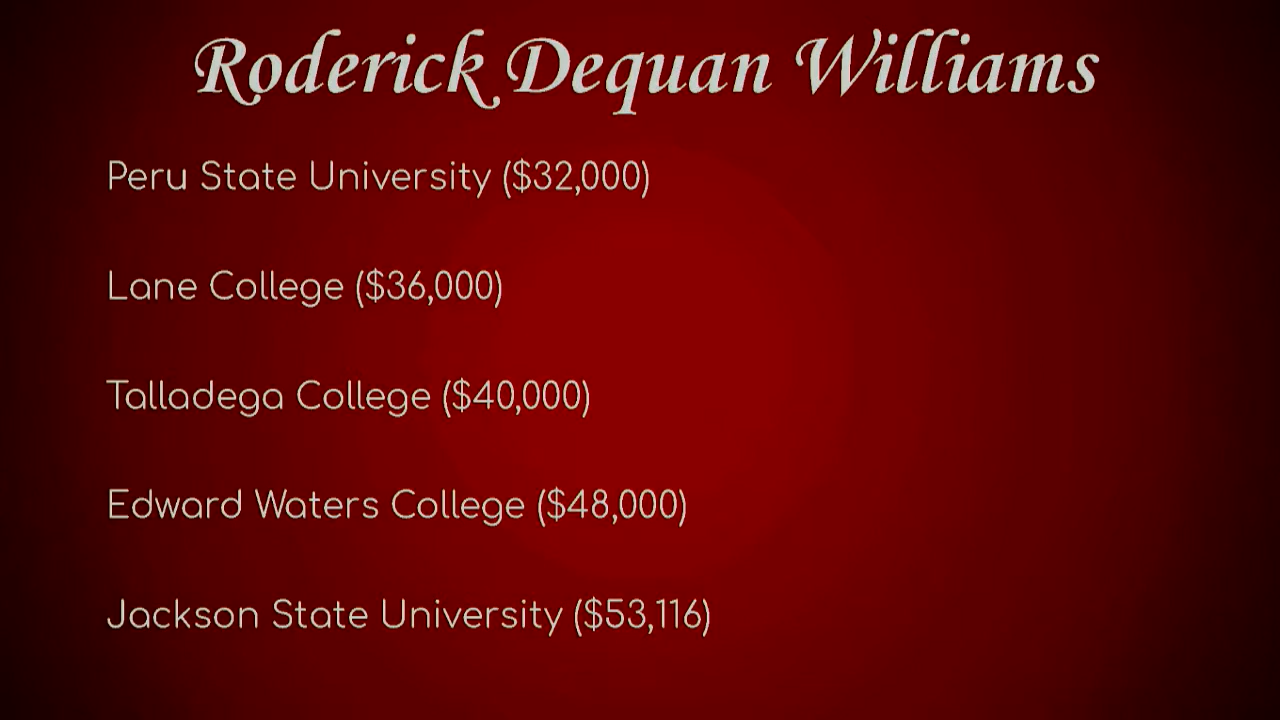 Roderick Dequan Williams
Peru State University ($32,000)
Lane College ($36,000)
Talladega College ($40,000)
Edward Waters College ($48,000)
Jackson State University ($53,116)